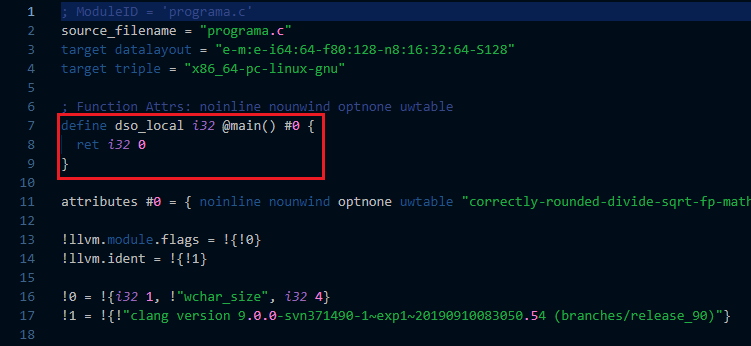 1 ; ModuleID = 'programa.c'
2 source_filename = "programa.c"
3 target datalayout = "e-m:e-i64:64-f80:128-n8:16:32:64-S128"
4 target triple = "x86_64-pc-linux-gnu"
5
6 ; Function Attrs: noinline nounwind optnone uwtable
7 define dso_local i32 @main() #0 {
8 ret i32 0
9 }
10
11 attributes #0 = { noinline nounwind optnone uwtable "correctly-rounded-divide-sqrt-fp-math
12
13 !llvm.module.flags = !{!0}
14 !llvm.ident = !{!1}
15
16 !0 = !{i32 1, !"wchar_size", i32 4}
17 !1 = !{!"clang version 9.0.0-svn371490-1~exp1~20190910083050.54 (branches/release_90)"}
18